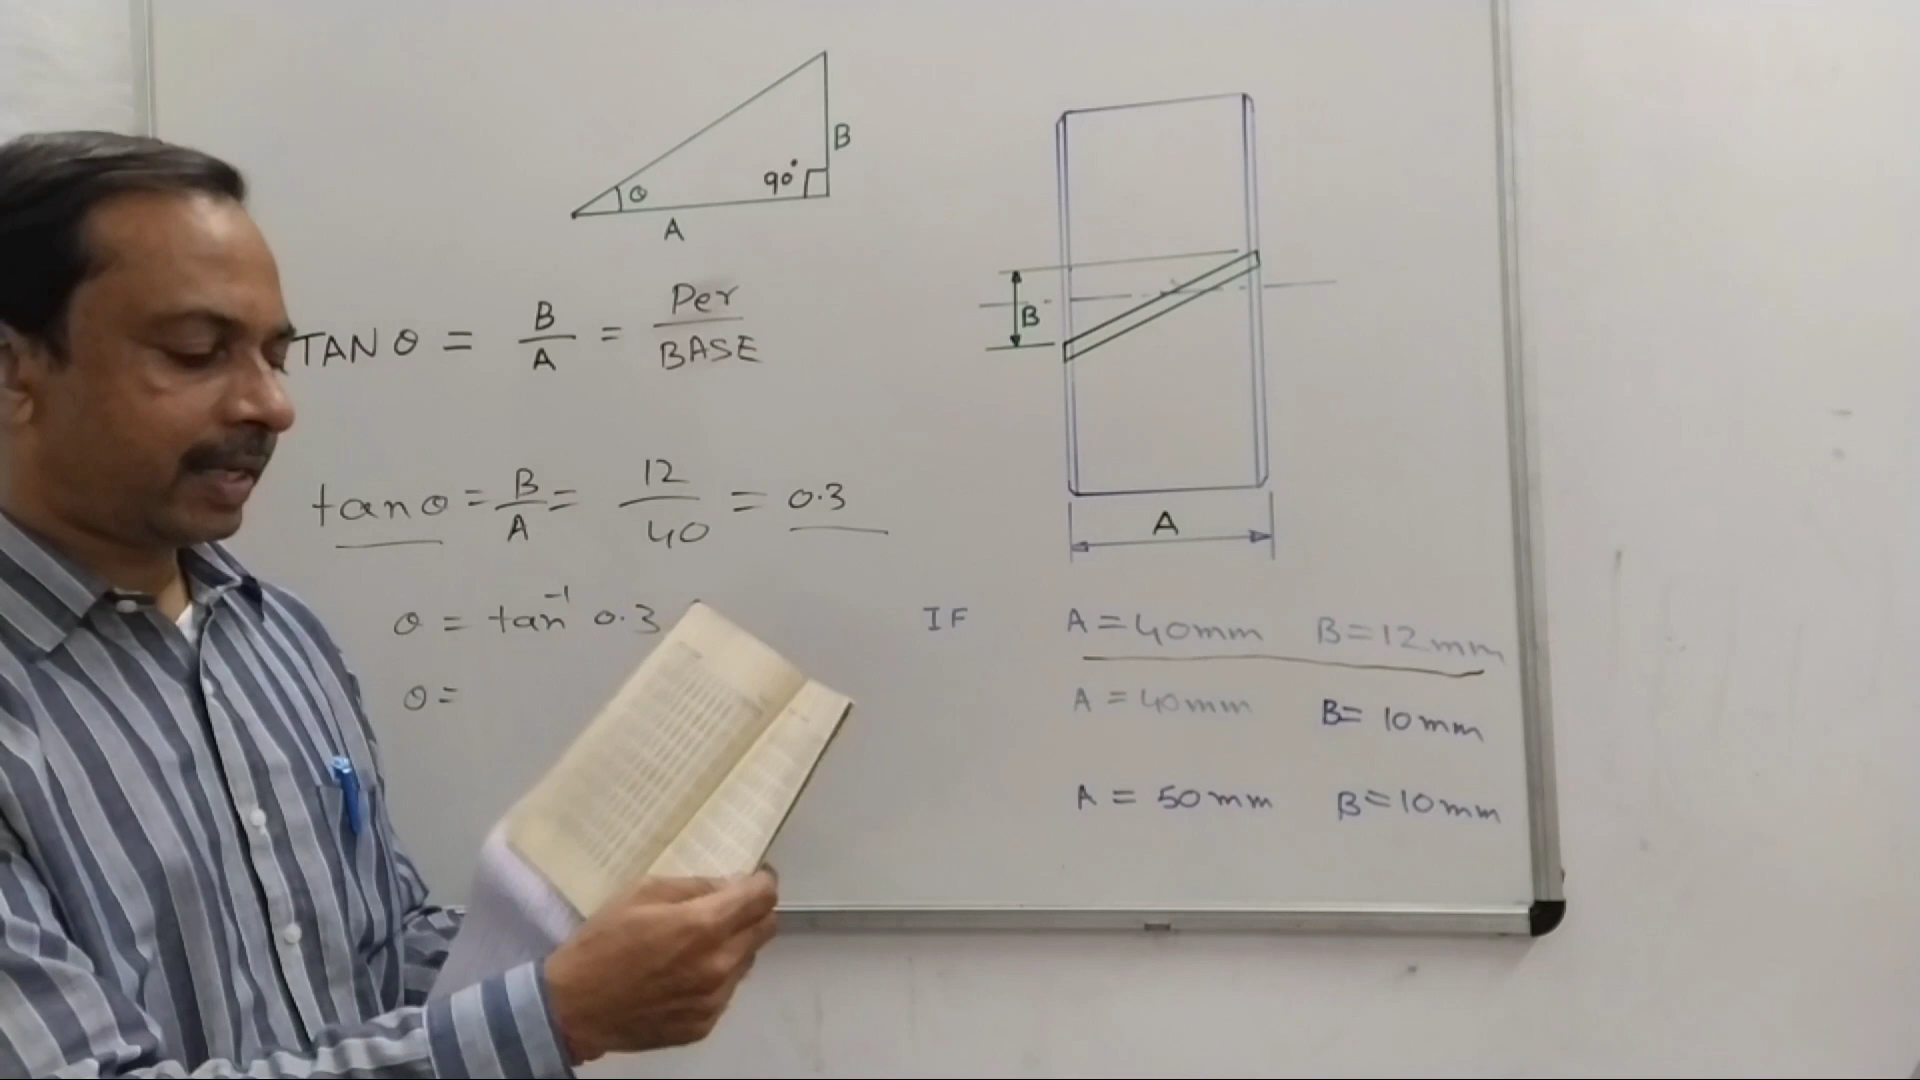 B
θ
90°
A
TAN θ = B/A = Per/BASE
B
tan θ = B/A = 12/40 = 0.3
A
θ = tan⁻¹ 0.3
IF A = 40mm B = 12mm
θ =
A = 40mm B = 10mm
A = 50mm B = 10mm